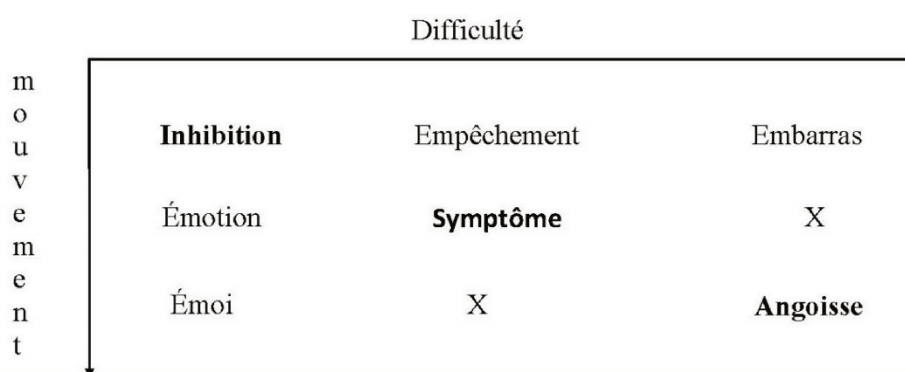 Difficulté
mouvement
Inhibition Empêchement Embarras
Émotion Symptôme X
Émoi X Angoisse